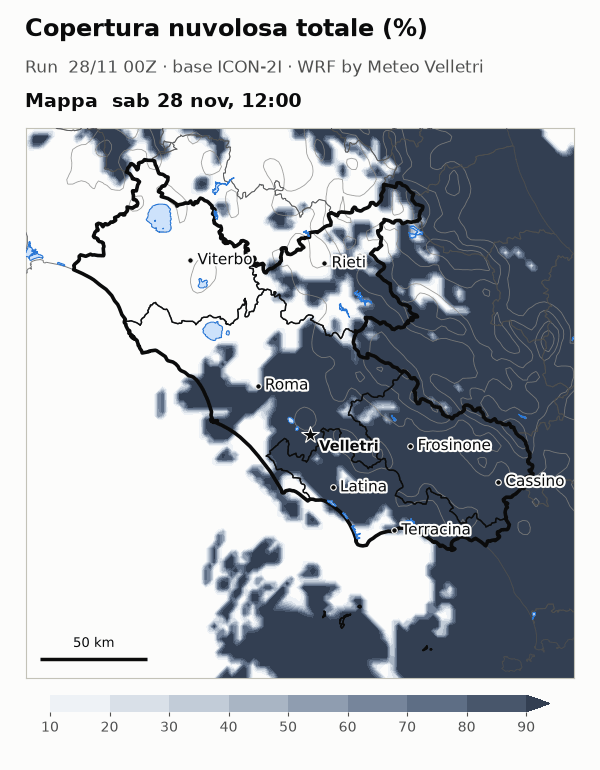 Copertura nuvolosa totale (%)
Run  28/11 00Z · base ICON-2I · WRF by Meteo Velletri
Mappa  sab 28 nov, 12:00
Viterbo
Rieti
Roma
Velletri
Frosinone
Cassino
Latina
Terracina
50 km
10 20 30 40 50 60 70 80 90